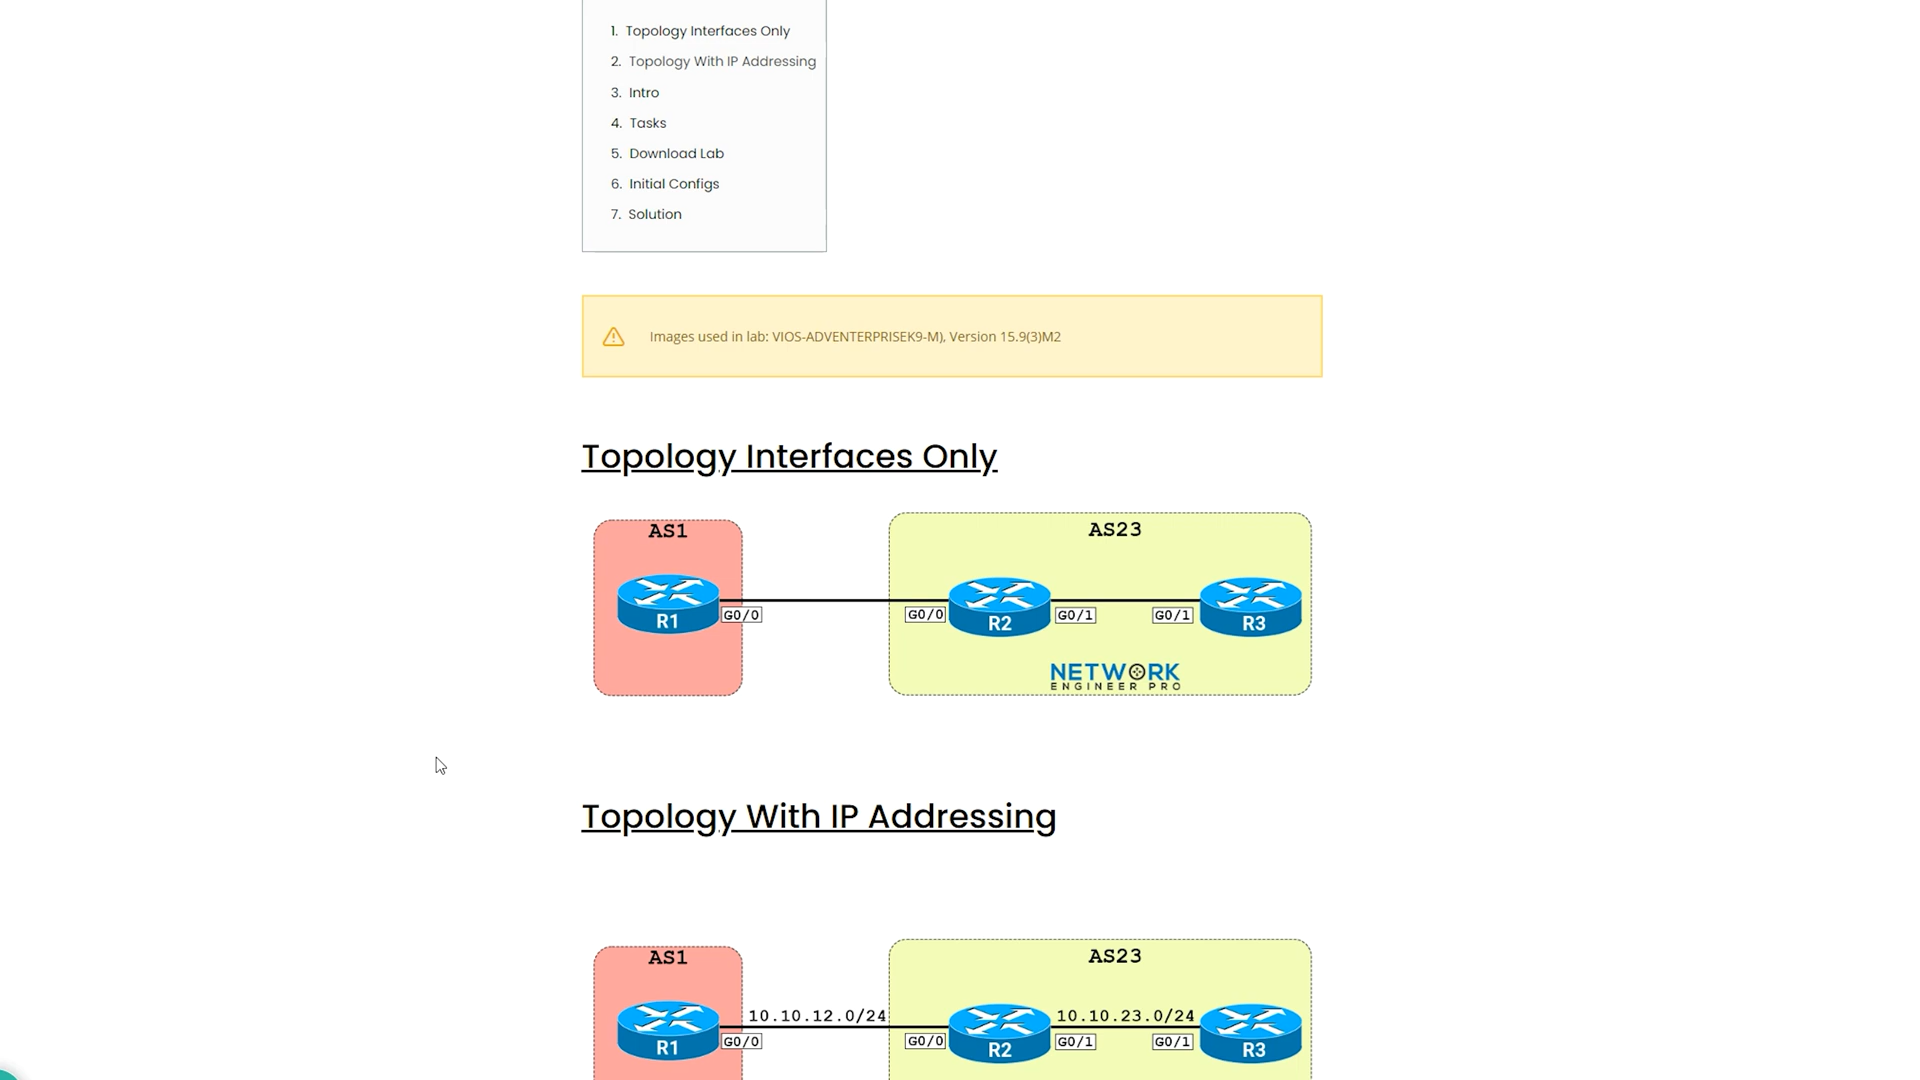 1. Topology Interfaces Only
2. Topology With IP Addressing
3. Intro
4. Tasks
5. Download Lab
6. Initial Configs
7. Solution
Images used in lab: VIOS-ADVENTERPRISEK9-M), Version 15.9(3)M2
Topology Interfaces Only
AS1
AS23
R1
G0/0
G0/0
R2
G0/1
G0/1
R3
NETWORK
ENGINEER PRO
Topology With IP Addressing
AS1
AS23
10.10.12.0/24
10.10.23.0/24
R1
G0/0
G0/0
R2
G0/1
G0/1
R3